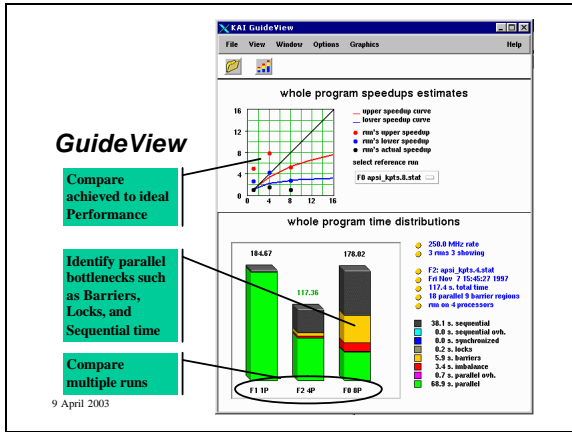 KAI GuideView
File View Window Options Graphics Help
whole program speedups estimates
16
12
8
4
0
0 4 8 12 16
upper speedup curve
lower speedup curve
run's upper speedup
run's lower speedup
run's actual speedup
select reference run
F0 apsi_kpts.8.stat
GuideView
Compare
achieved to ideal
Performance
whole program time distributions
184.67
117.36
178.02
F1 1P
F2 4P
F0 8P
250.0 MHz rate
3 runs 3 showing
F2: apsi_kpts.4.stat
Fri Nov 7 15:45:27 1997
117.4 s. total time
18 parallel 9 barrier regions
run on 4 processors
38.1 s. sequential
0.0 s. sequential ovh.
0.0 s. synchronized
0.2 s. locks
5.9 s. barriers
3.4 s. imbalance
0.7 s. parallel ovh.
68.9 s. parallel
Identify parallel
bottlenecks such
as Barriers,
Locks, and
Sequential time
Compare
multiple runs
9 April 2003